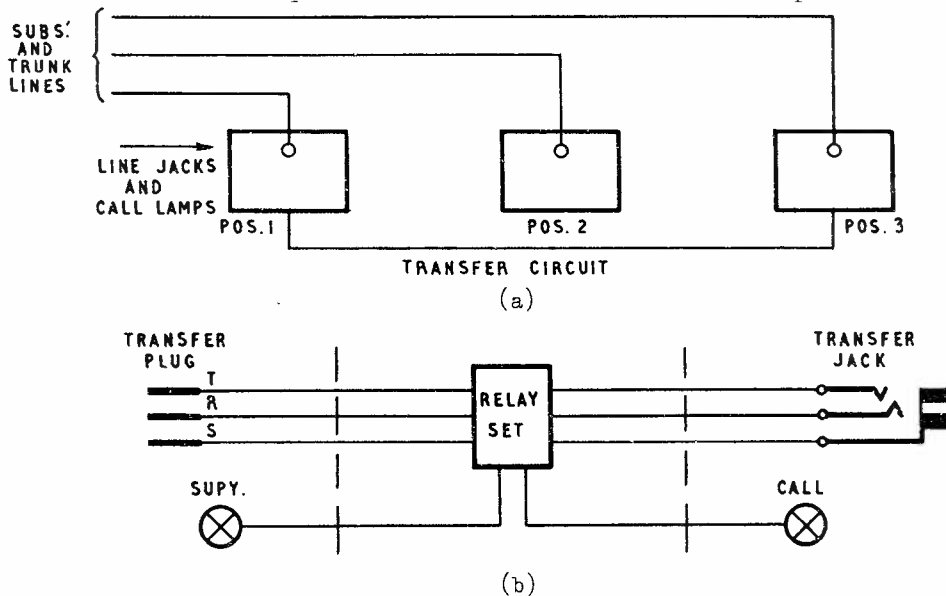 SUBS.'
AND
TRUNK
LINES
LINE JACKS
AND
CALL LAMPS
POS.1
POS.2
POS.3
TRANSFER CIRCUIT
(a)
TRANSFER
PLUG
TRANSFER
JACK
T
R
S
RELAY
SET
SUPY.
CALL
(b)